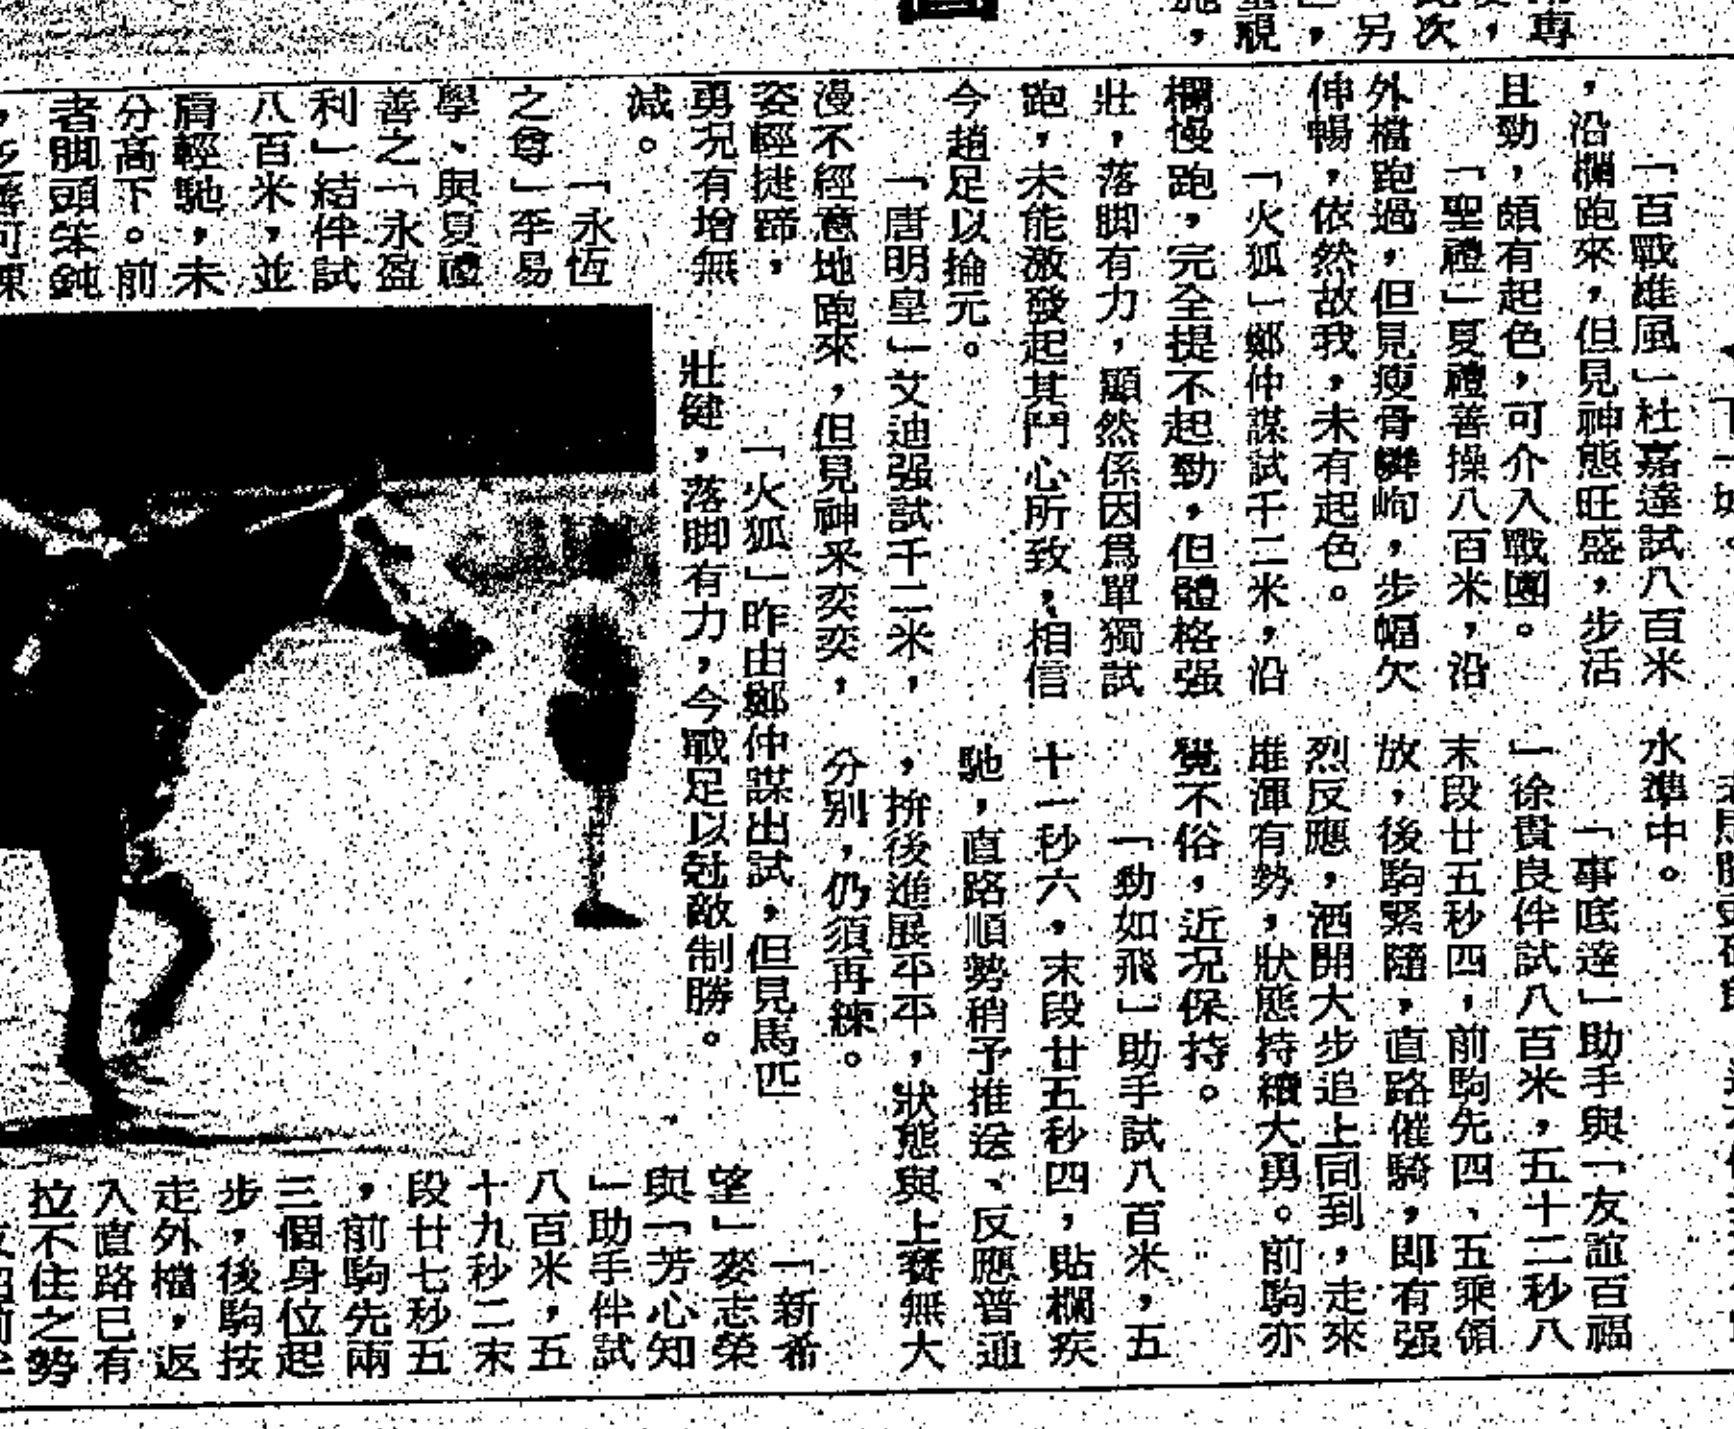 「百戰雄風」杜嘉達試八百米
，沿欄跑來，但見神態旺盛，步活
且勁，頗有起色，可介入戰圈。
「聖禮」夏禮善操八百米，沿
外檔跑過，但見瘦骨嶙峋，步幅欠
伸暢，依然故我，未有起色。
「火狐」鄭仲謀試千二米，沿
欄慢跑，完全提不起勁，但體格强
壯，落脚有力，顯然係因爲單獨試
跑，未能激發起其鬥心所致，相信
今趟足以掄元。
「唐明皇」艾迪强試千二米，
漫不經意地跑來，但見神采奕奕，
姿輕捷蹄，
勇況有增無
減。
「永恆
之尊」李易
學、與夏禮
善之「永盈
利」結伴試
八百米，並
肩輕馳，未
分高下。前
者脚頭笨鈍
「火狐」昨由鄭仲謀出試，但見馬匹
壯健，落脚有力，今戰足以尅敵制勝。
水準中。
「事底達」助手與「友誼百福
」徐貴良伴試八百米，五十二秒八
末段廿五秒四，前駒先四、五乘領
放，後駒緊隨，直路催騎，即有强
烈反應，洒開大步追上同到，走來
雄渾有勢，狀態持續大勇。前駒亦
覺不俗，近況保持。
「勁如飛」助手試八百米，五
十一秒六，末段廿五秒四，貼欄疾
馳，直路順勢稍予推送、反應普通
，拚後進展平平，狀態與上賽無大
分别，仍須再練。
「新希
望」麥志榮
與「芳心知
」助手伴試
八百米，五
十九秒二末
段廿七秒五
，前駒先兩
三個身位起
步，後駒按
走外檔，返
入直路已有
拉不住之勢